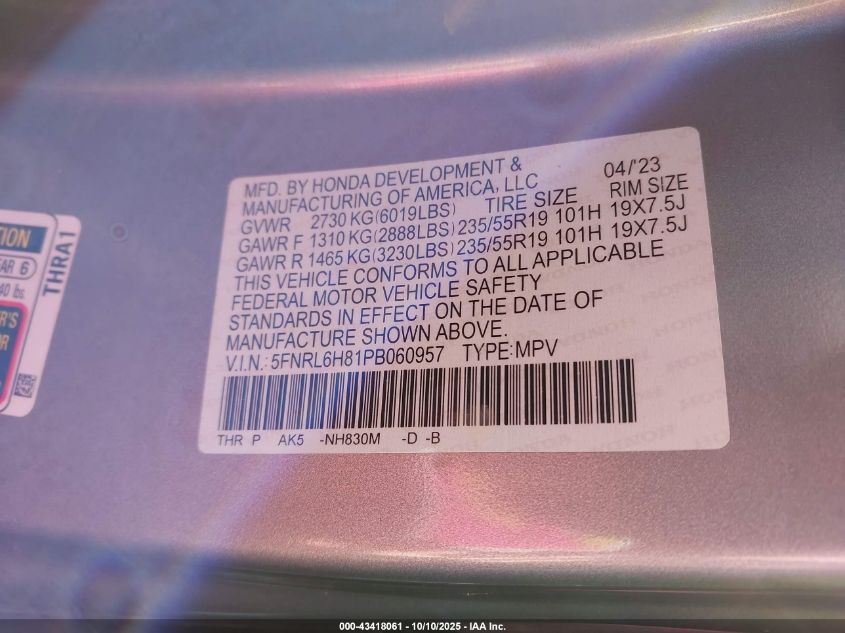 MFD. BY HONDA DEVELOPMENT & 04/'23
MANUFACTURING OF AMERICA, LLC
GVWR 2730 KG(6019LBS) TIRE SIZE RIM SIZE
GAWR F 1310 KG(2888LBS) 235/55R19 101H 19X7.5J
GAWR R 1465 KG(3230LBS) 235/55R19 101H 19X7.5J
THIS VEHICLE CONFORMS TO ALL APPLICABLE
FEDERAL MOTOR VEHICLE SAFETY
STANDARDS IN EFFECT ON THE DATE OF
MANUFACTURE SHOWN ABOVE.
V.I.N.: 5FNRL6H81PB060957 TYPE:MPV
THR P AK5 -NH830M -D -B
THRA1
6
lbs.
000-43418061 - 10/10/2025 - IAA Inc.